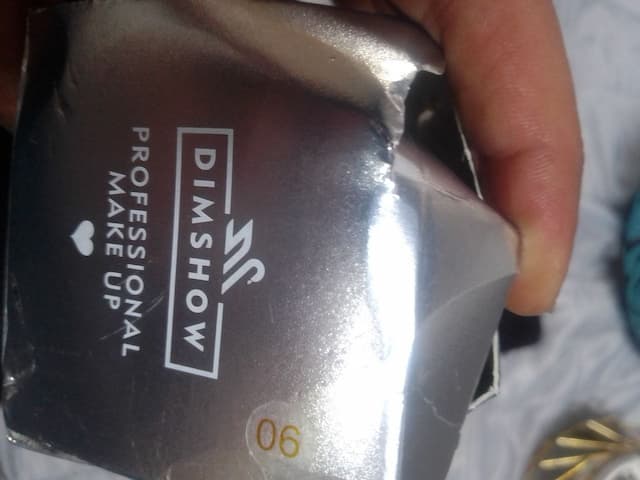 DIMSHOW
PROFESSIONAL
MAKE UP
06